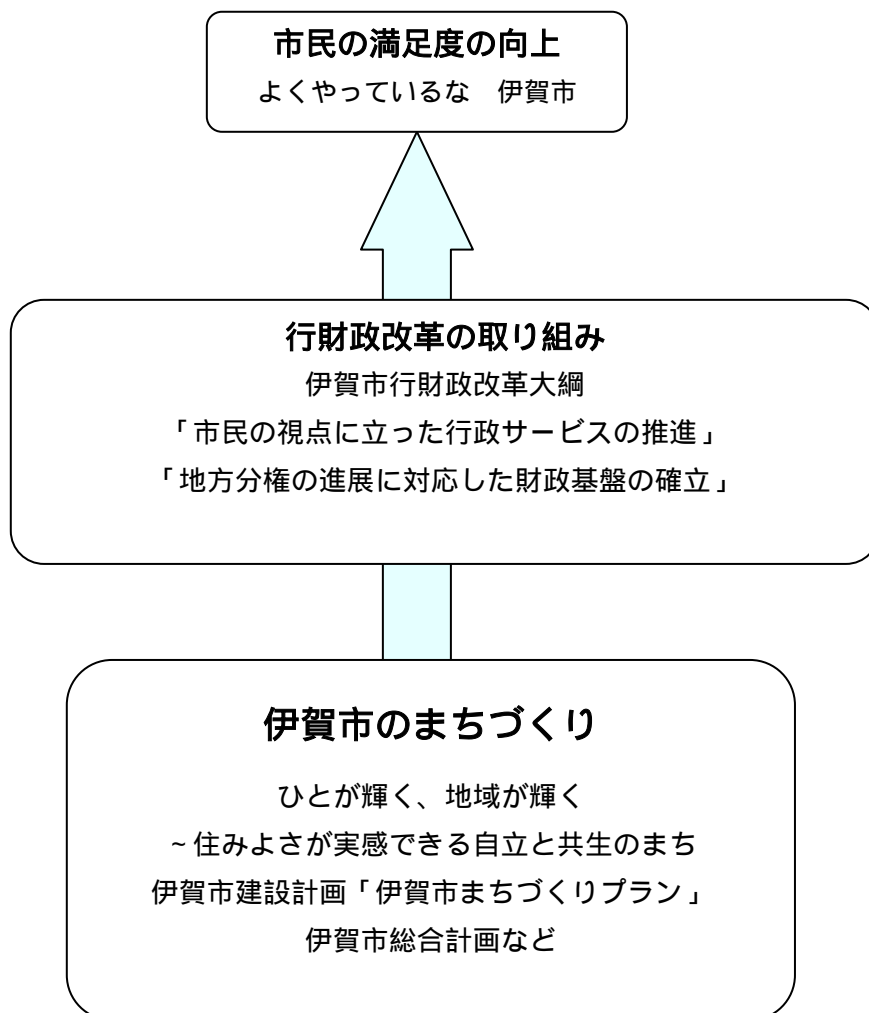 市民の満足度の向上
よくやっているな　伊賀市
行財政改革の取り組み
伊賀市行財政改革大綱
「市民の視点に立った行政サービスの推進」
「地方分権の進展に対応した財政基盤の確立」
伊賀市のまちづくり
ひとが輝く、地域が輝く
~住みよさが実感できる自立と共生のまち
伊賀市建設計画「伊賀市まちづくりプラン」
伊賀市総合計画など